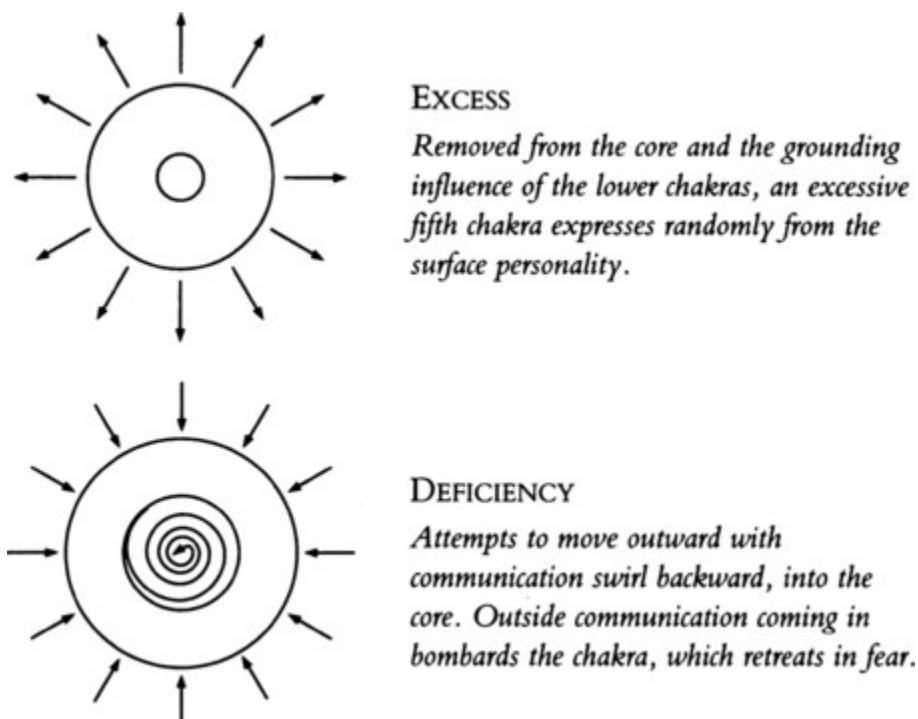 EXCESS
Removed from the core and the grounding
influence of the lower chakras, an excessive
fifth chakra expresses randomly from the
surface personality.
DEFICIENCY
Attempts to move outward with
communication swirl backward, into the
core. Outside communication coming in
bombards the chakra, which retreats in fear.